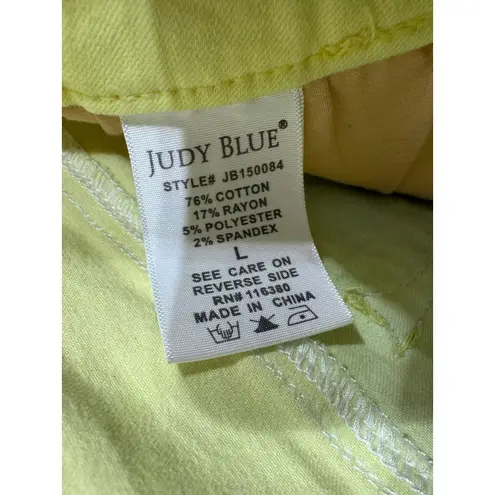 JUDY BLUE®
STYLE# JB150084
76% COTTON
17% RAYON
5% POLYESTER
2% SPANDEX
L
SEE CARE ON
REVERSE SIDE
RN# 116380
MADE IN CHINA